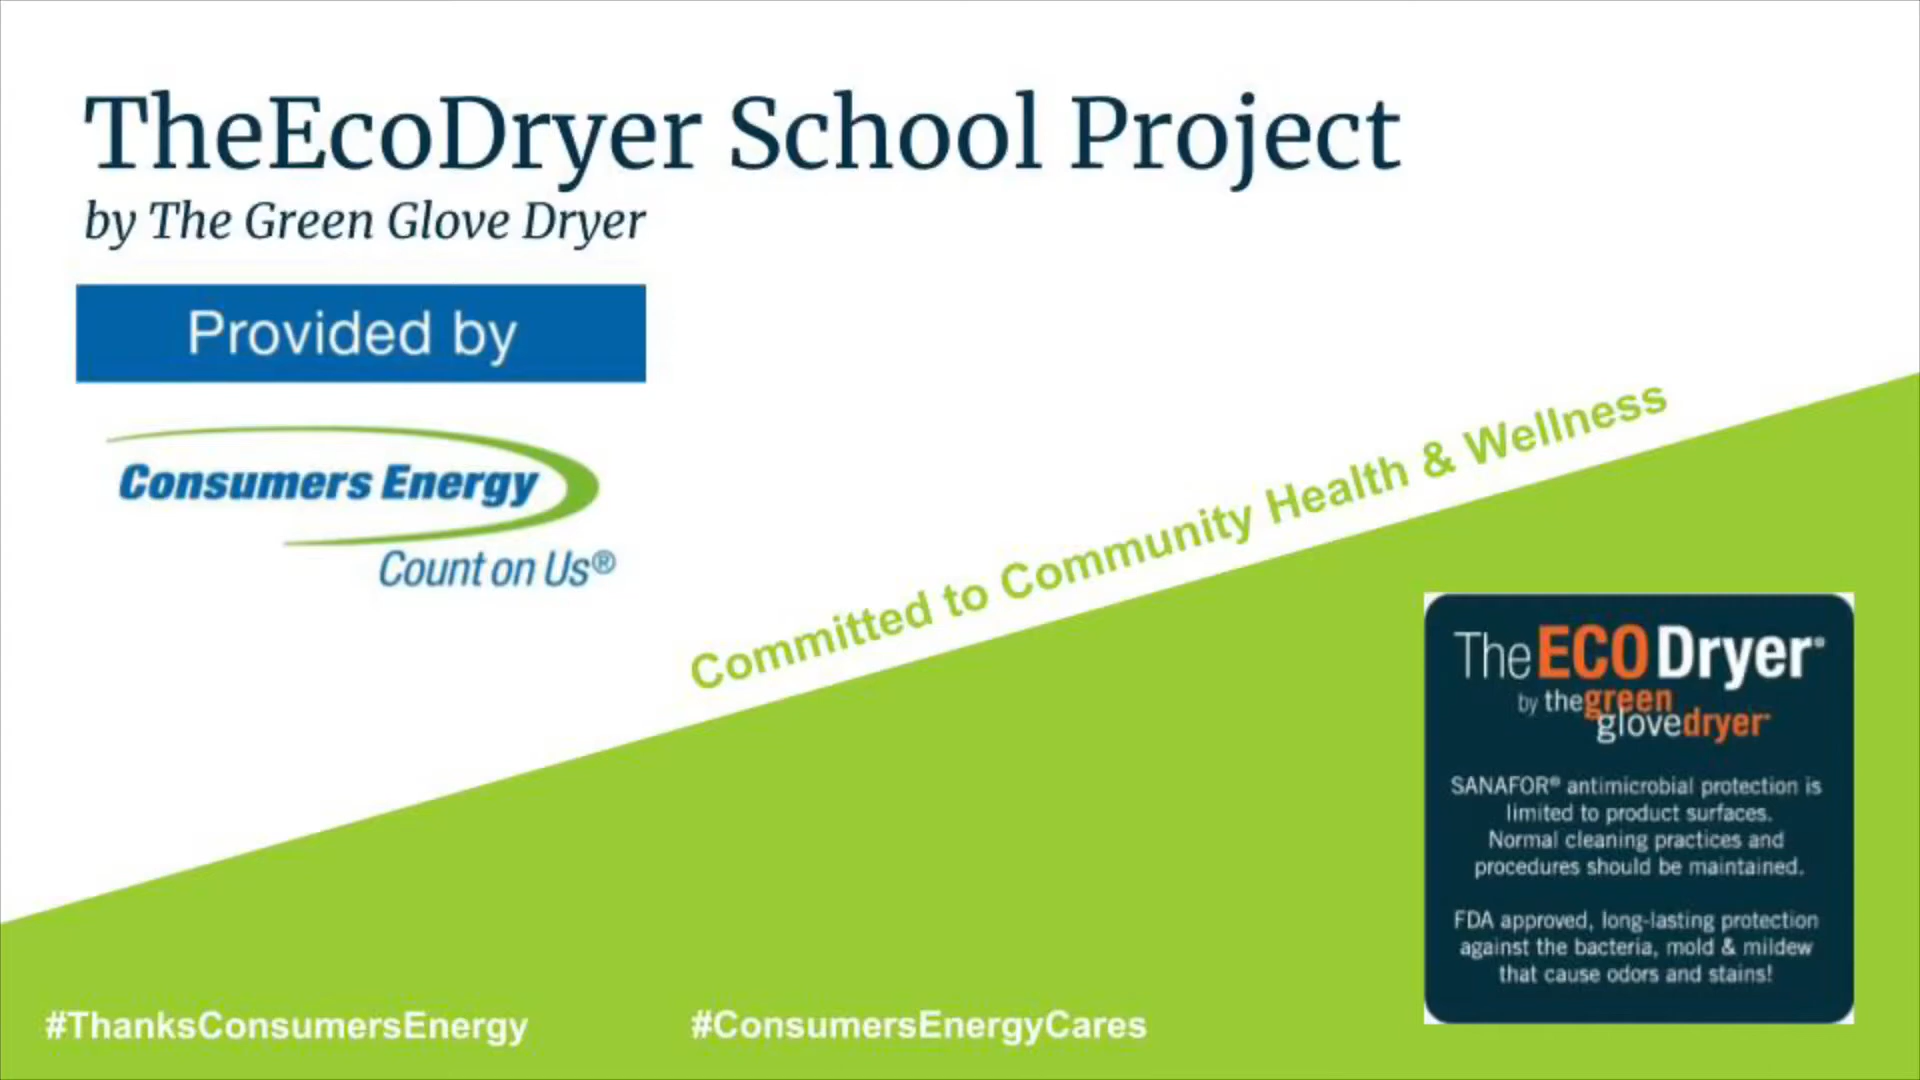 TheEcoDryer School Project
by The Green Glove Dryer
Provided by
Consumers Energy
Count on Us®
Committed to Community Health & Wellness
The ECO Dryer®
by thegreen
glovedryer
SANAFOR® antimicrobial protection is
limited to product surfaces.
Normal cleaning practices and
procedures should be maintained.
FDA approved, long-lasting protection
against the bacteria, mold & mildew
that cause odors and stains!
#ThanksConsumersEnergy
#ConsumersEnergyCares